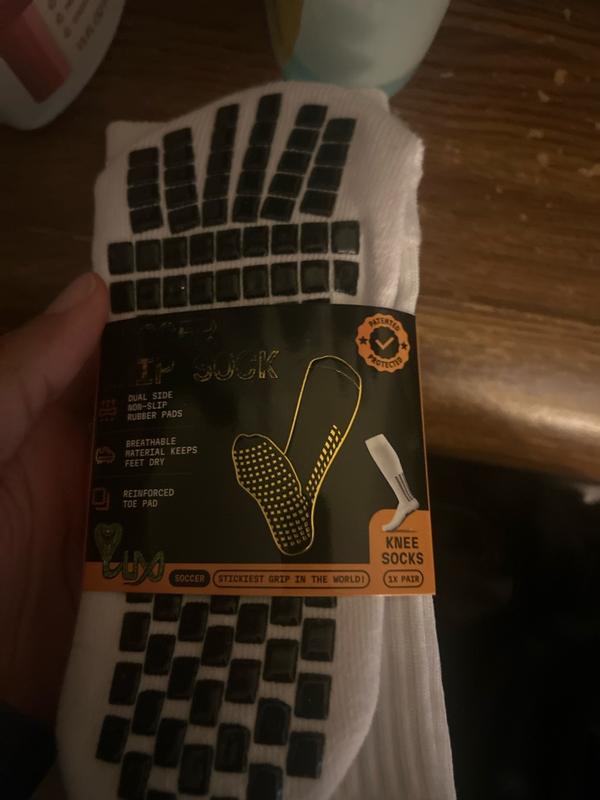 SOCK
PATENTED
PROTECTED
DUAL SIDE
NON-SLIP
RUBBER PADS
BREATHABLE
MATERIAL KEEPS
FEET DRY
REINFORCED
TOE PAD
KNEE
SOCKS
SOCCER
STICKIEST GRIP IN THE WORLD!
1X PAIR